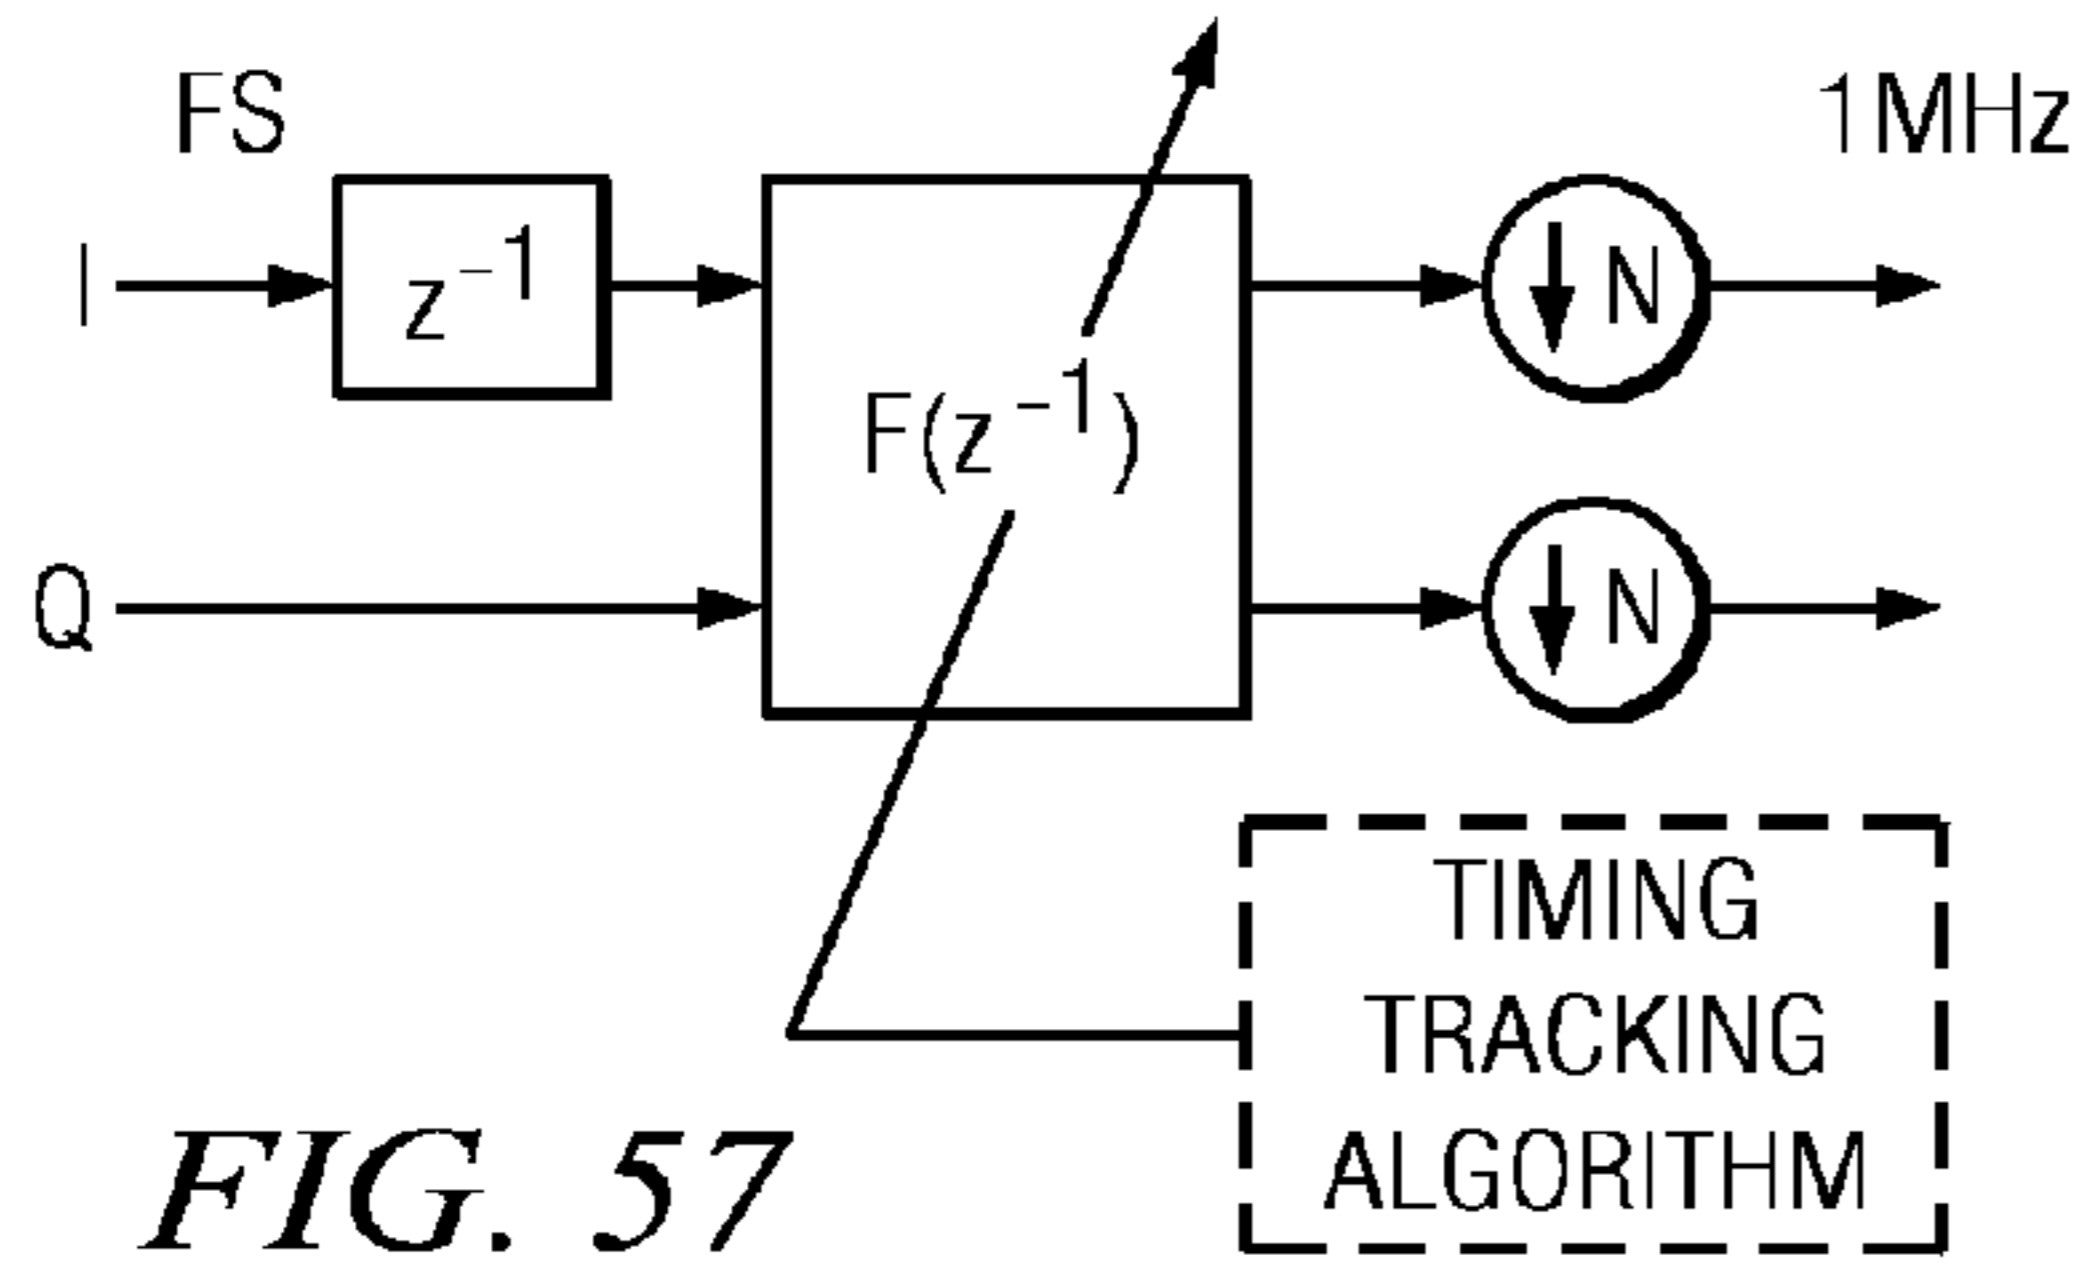 FS
1MHz
I
z⁻¹
N
F(z⁻¹)
Q
N
TIMING
TRACKING
ALGORITHM
FIG. 57